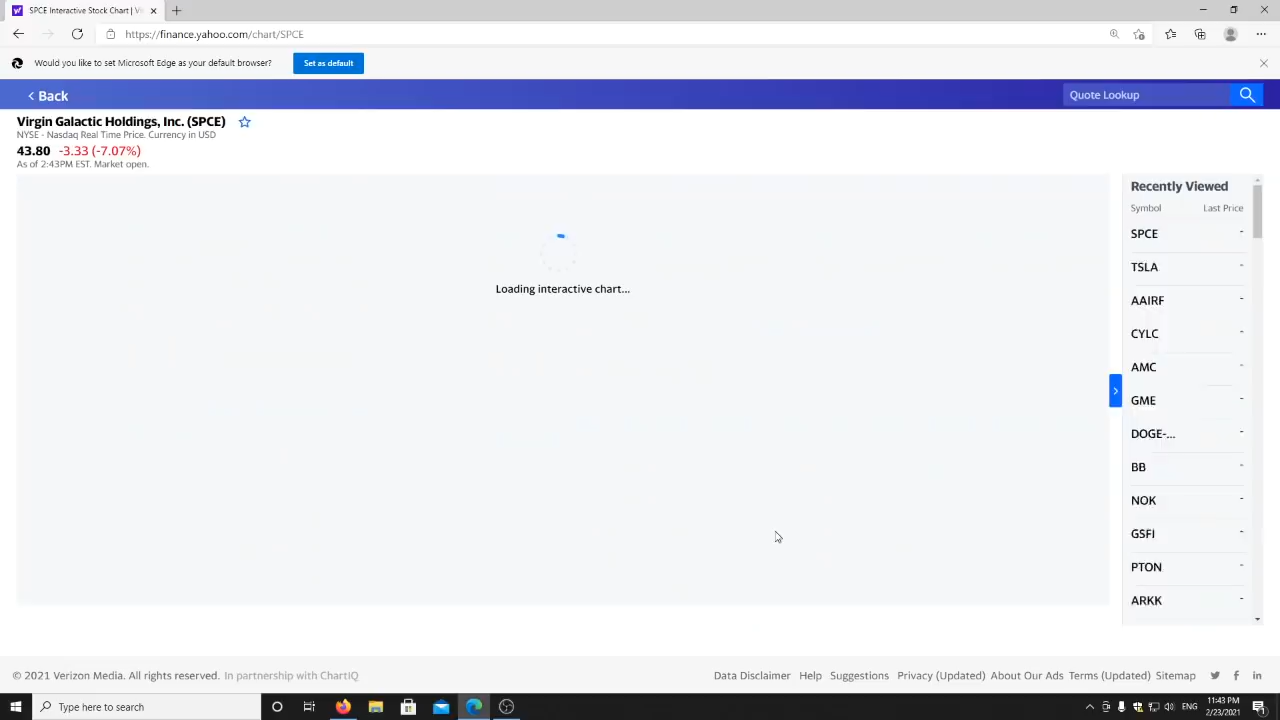 SPCE Interactive Stock Chart | Vi
https://finance.yahoo.com/chart/SPCE
Would you like to set Microsoft Edge as your default browser?
Set as default
Back
Quote Lookup
Virgin Galactic Holdings, Inc. (SPCE)
NYSE - Nasdaq Real Time Price. Currency in USD
43.80 -3.33 (-7.07%)
As of 2:43PM EST. Market open.
Recently Viewed
Symbol Last Price
SPCE -
TSLA -
Loading interactive chart...
AAIRF -
CYLC -
AMC -
GME -
DOGE-... -
BB -
NOK -
GSFI -
PTON -
ARKK -
© 2021 Verizon Media. All rights reserved. In partnership with ChartIQ
Data Disclaimer Help Suggestions Privacy (Updated) About Our Ads Terms (Updated) Sitemap
Type here to search
ENG
11:43 PM
2/23/2021